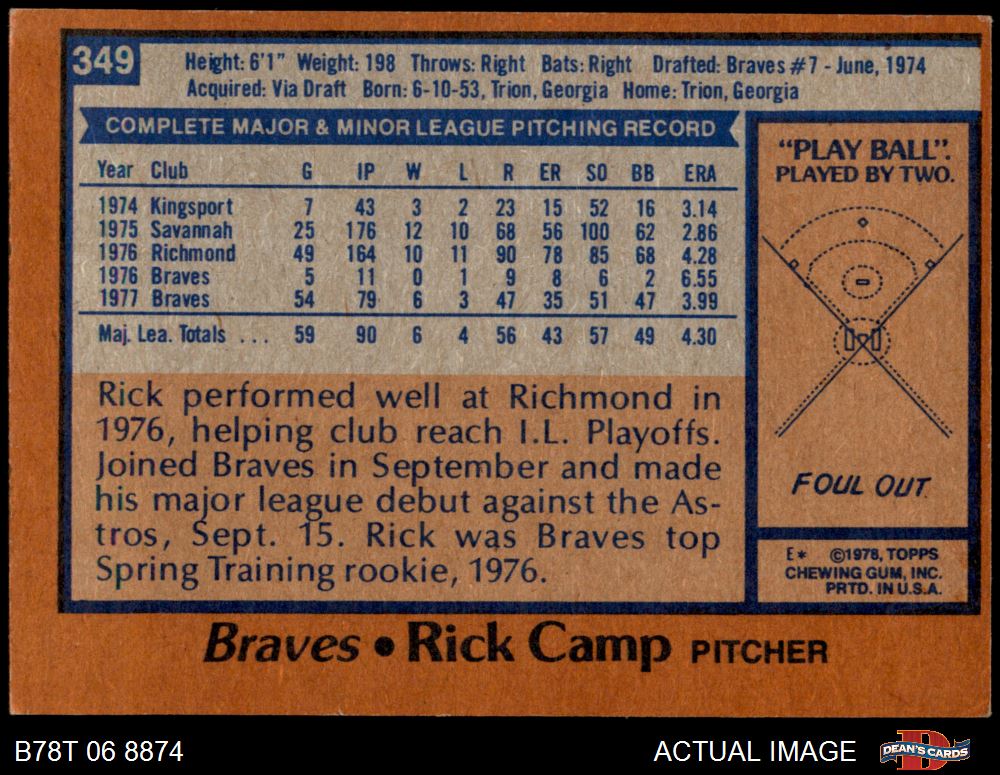 349
Height: 6'1" Weight: 198 Throws: Right Bats: Right Drafted: Braves #7 - June, 1974
Acquired: Via Draft Born: 6-10-53, Trion, Georgia Home: Trion, Georgia
COMPLETE MAJOR & MINOR LEAGUE PITCHING RECORD
Year Club G IP W L R ER SO BB ERA
1974 Kingsport 7 43 3 2 23 15 52 16 3.14
1975 Savannah 25 176 12 10 68 56 100 62 2.86
1976 Richmond 49 164 10 11 90 78 85 68 4.28
1976 Braves 5 11 0 1 9 8 6 2 6.55
1977 Braves 54 79 6 3 47 35 51 47 3.99
Maj. Lea. Totals ... 59 90 6 4 56 43 57 49 4.30
Rick performed well at Richmond in
1976, helping club reach I.L. Playoffs.
Joined Braves in September and made
his major league debut against the As-
tros, Sept. 15. Rick was Braves top
Spring Training rookie, 1976.
"PLAY BALL".
PLAYED BY TWO.
FOUL OUT
E* ©1978, TOPPS
CHEWING GUM, INC.
PRTD. IN U.S.A.
Braves • Rick Camp PITCHER
B78T 06 8874
ACTUAL IMAGE
D
DEAN'S CARDS